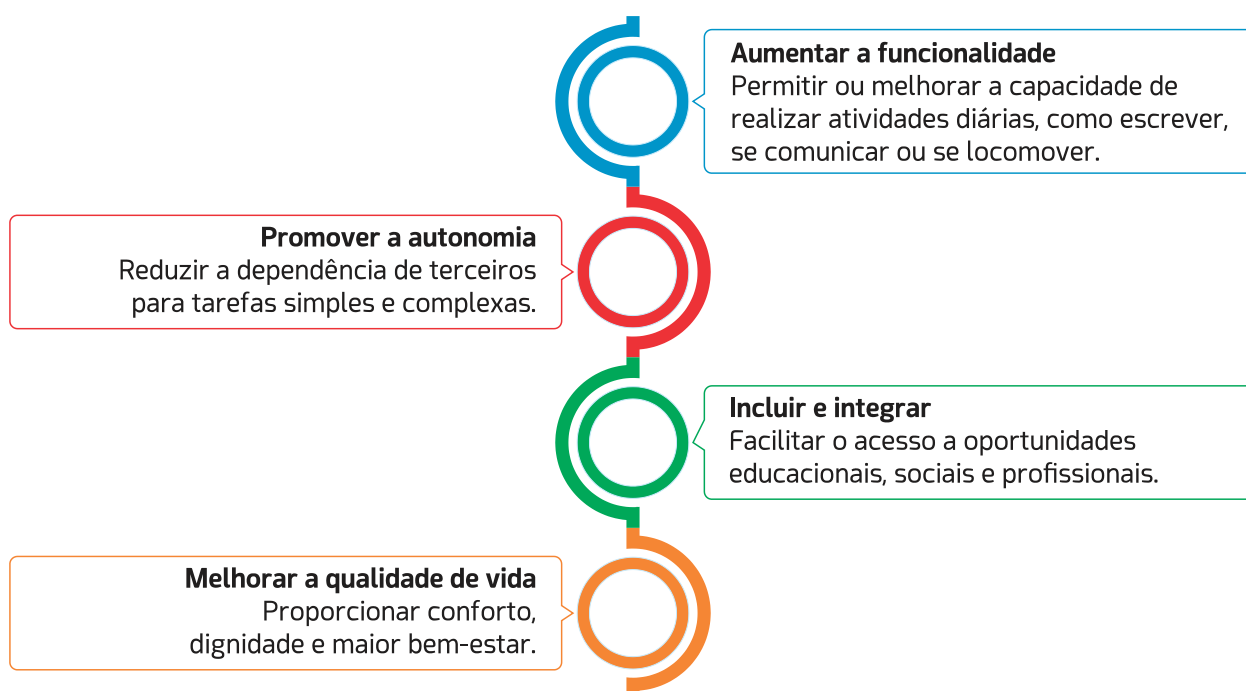 Aumentar a funcionalidade
Permitir ou melhorar a capacidade de
realizar atividades diárias, como escrever,
se comunicar ou se locomover.
Promover a autonomia
Reduzir a dependência de terceiros
para tarefas simples e complexas.
Incluir e integrar
Facilitar o acesso a oportunidades
educacionais, sociais e profissionais.
Melhorar a qualidade de vida
Proporcionar conforto,
dignidade e maior bem-estar.